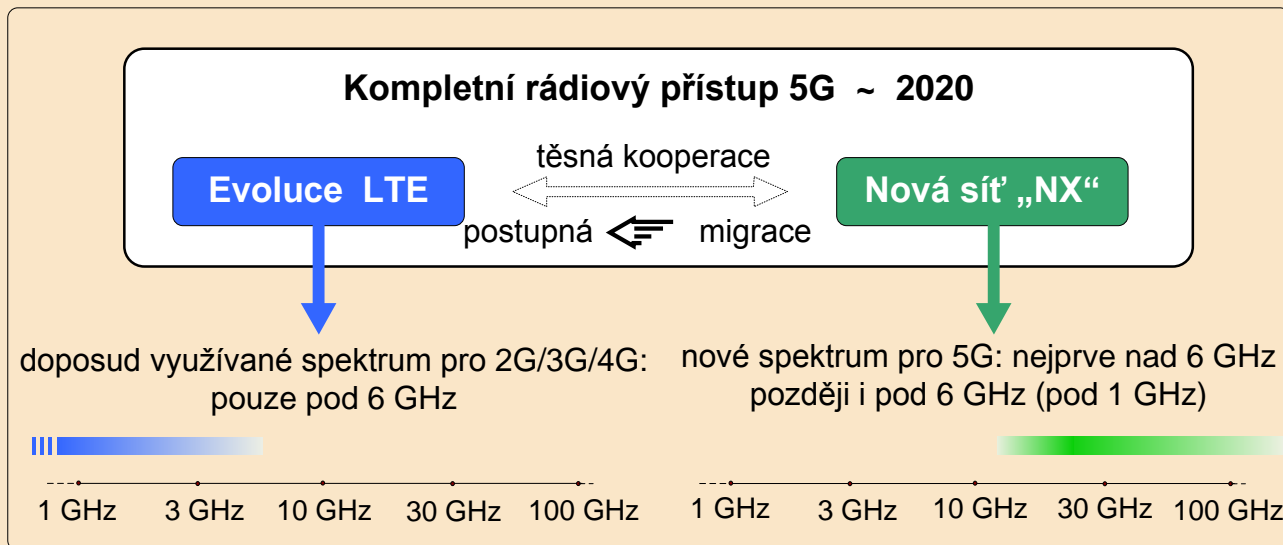 Kompletní rádiový přístup 5G ~ 2020
těsná kooperace
Evoluce LTE
Nová síť „NX“
postupná migrace
doposud využívané spektrum pro 2G/3G/4G:
pouze pod 6 GHz
nové spektrum pro 5G: nejprve nad 6 GHz
později i pod 6 GHz (pod 1 GHz)
1 GHz 3 GHz 10 GHz 30 GHz 100 GHz
1 GHz 3 GHz 10 GHz 30 GHz 100 GHz